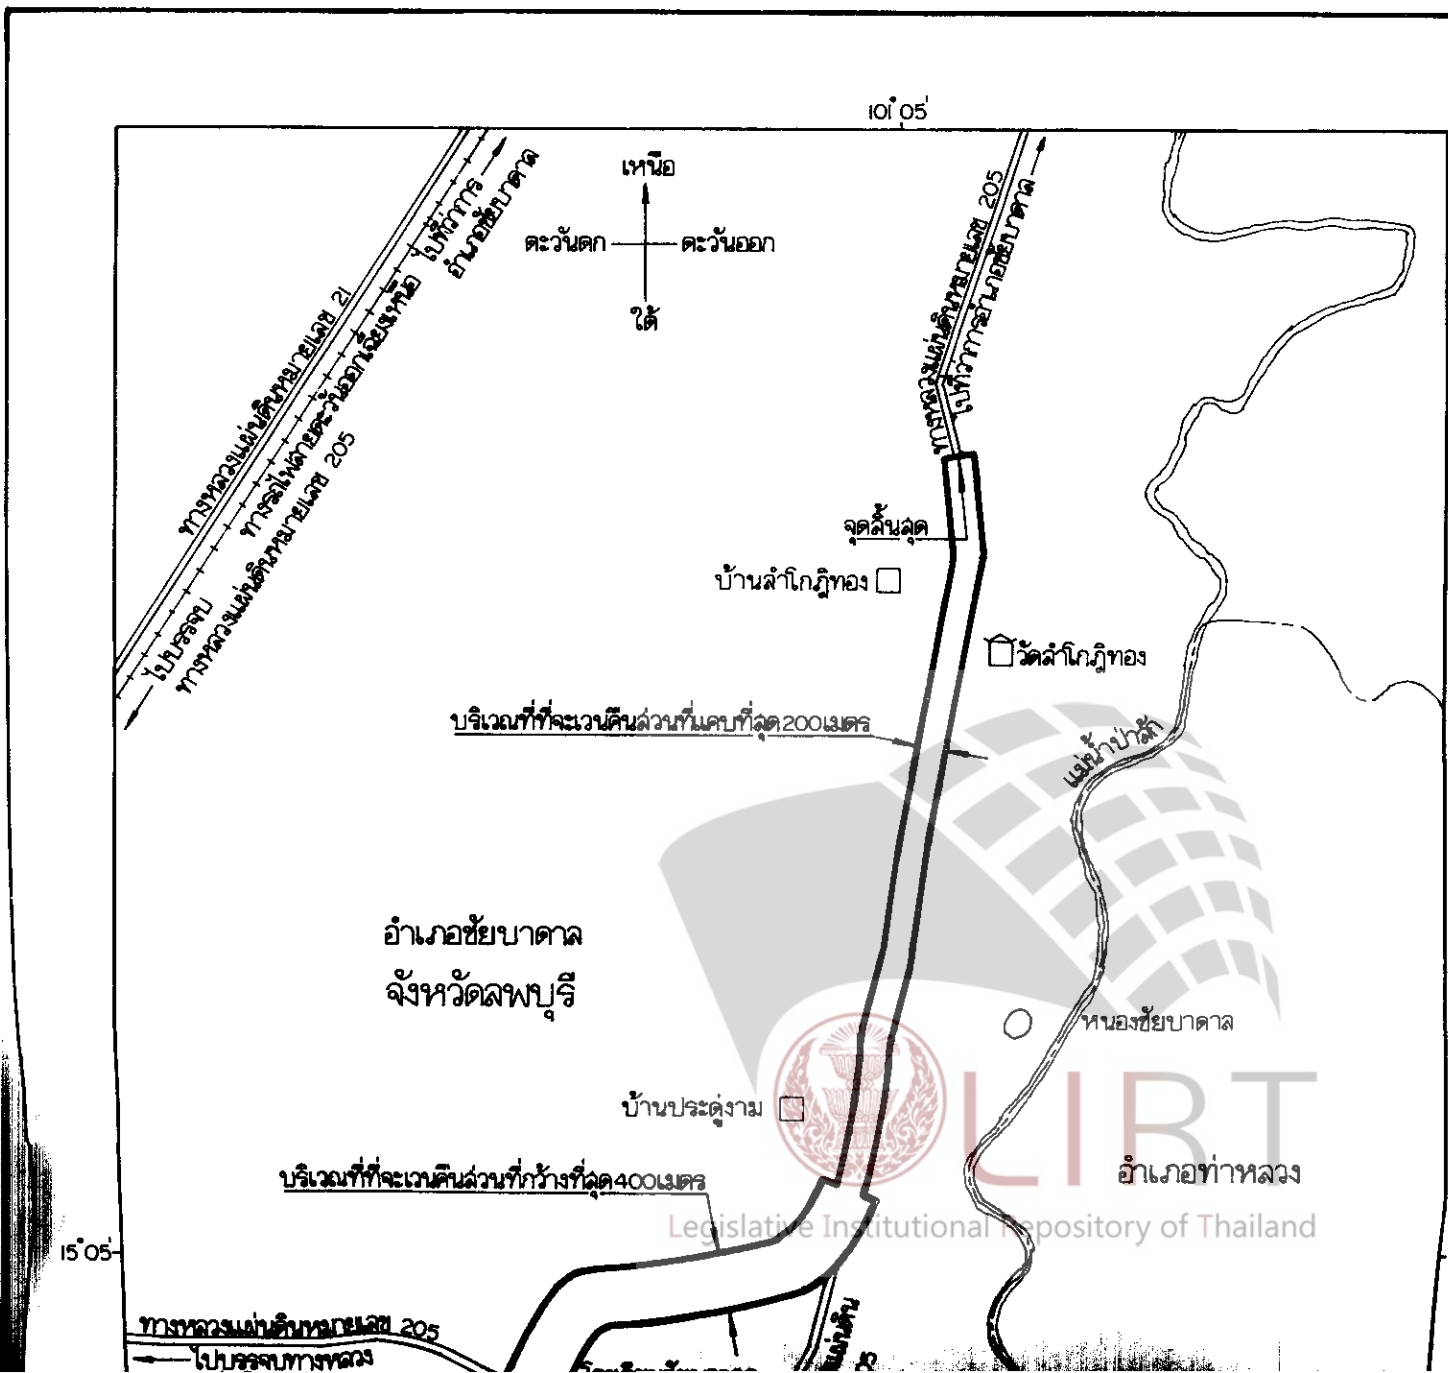 101°05'
เหนือ
ตะวันตก
ตะวันออก
ใต้
ทางหลวงแผ่นดินหมายเลข 21
ทางรถไฟสายตะวันออกเฉียงเหนือ
ไปที่ว่าการ
อำเภอชัยบาดาล
ไปบรรจบ
ทางหลวงแผ่นดินหมายเลข 205
ทางหลวงแผ่นดินหมายเลข 205
ไปที่ว่าการอำเภอชัยบาดาล
จุดสิ้นสุด
บ้านลำโกฎิทอง
วัดลำโกฎิทอง
บริเวณที่ที่จะเวนคืนส่วนที่แคบที่สุด 200 เมตร
แม่น้ำป่าสัก
อำเภอชัยบาดาล
จังหวัดลพบุรี
หนองชัยบาดาล
บ้านประดู่งาม
LIRT
บริเวณที่ที่จะเวนคืนส่วนที่กว้างที่สุด 400 เมตร
อำเภอท่าหลวง
Legislative Institutional Repository of Thailand
15°05'
ทางหลวงแผ่นดินหมายเลข 205
ไปบรรจบทางหลวง
แผ่นดิน